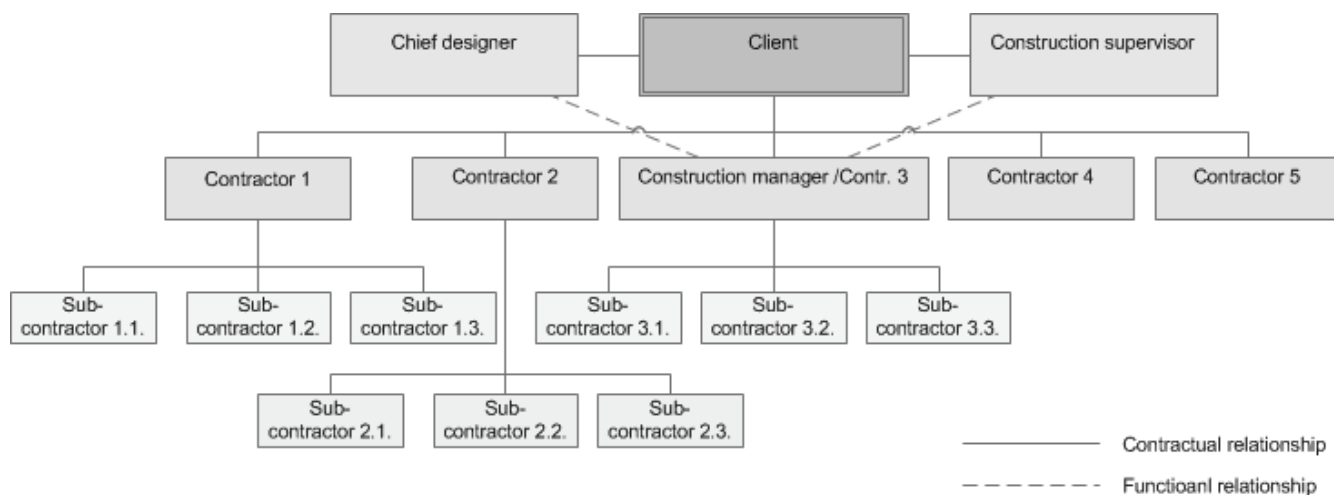 Chief designer
Client
Construction supervisor
Contractor 1
Contractor 2
Construction manager /Contr. 3
Contractor 4
Contractor 5
Sub-
contractor 1.1.
Sub-
contractor 1.2.
Sub-
contractor 1.3.
Sub-
contractor 3.1.
Sub-
contractor 3.2.
Sub-
contractor 3.3.
Sub-
contractor 2.1.
Sub-
contractor 2.2.
Sub-
contractor 2.3.
Contractual relationship
Functioanl relationship